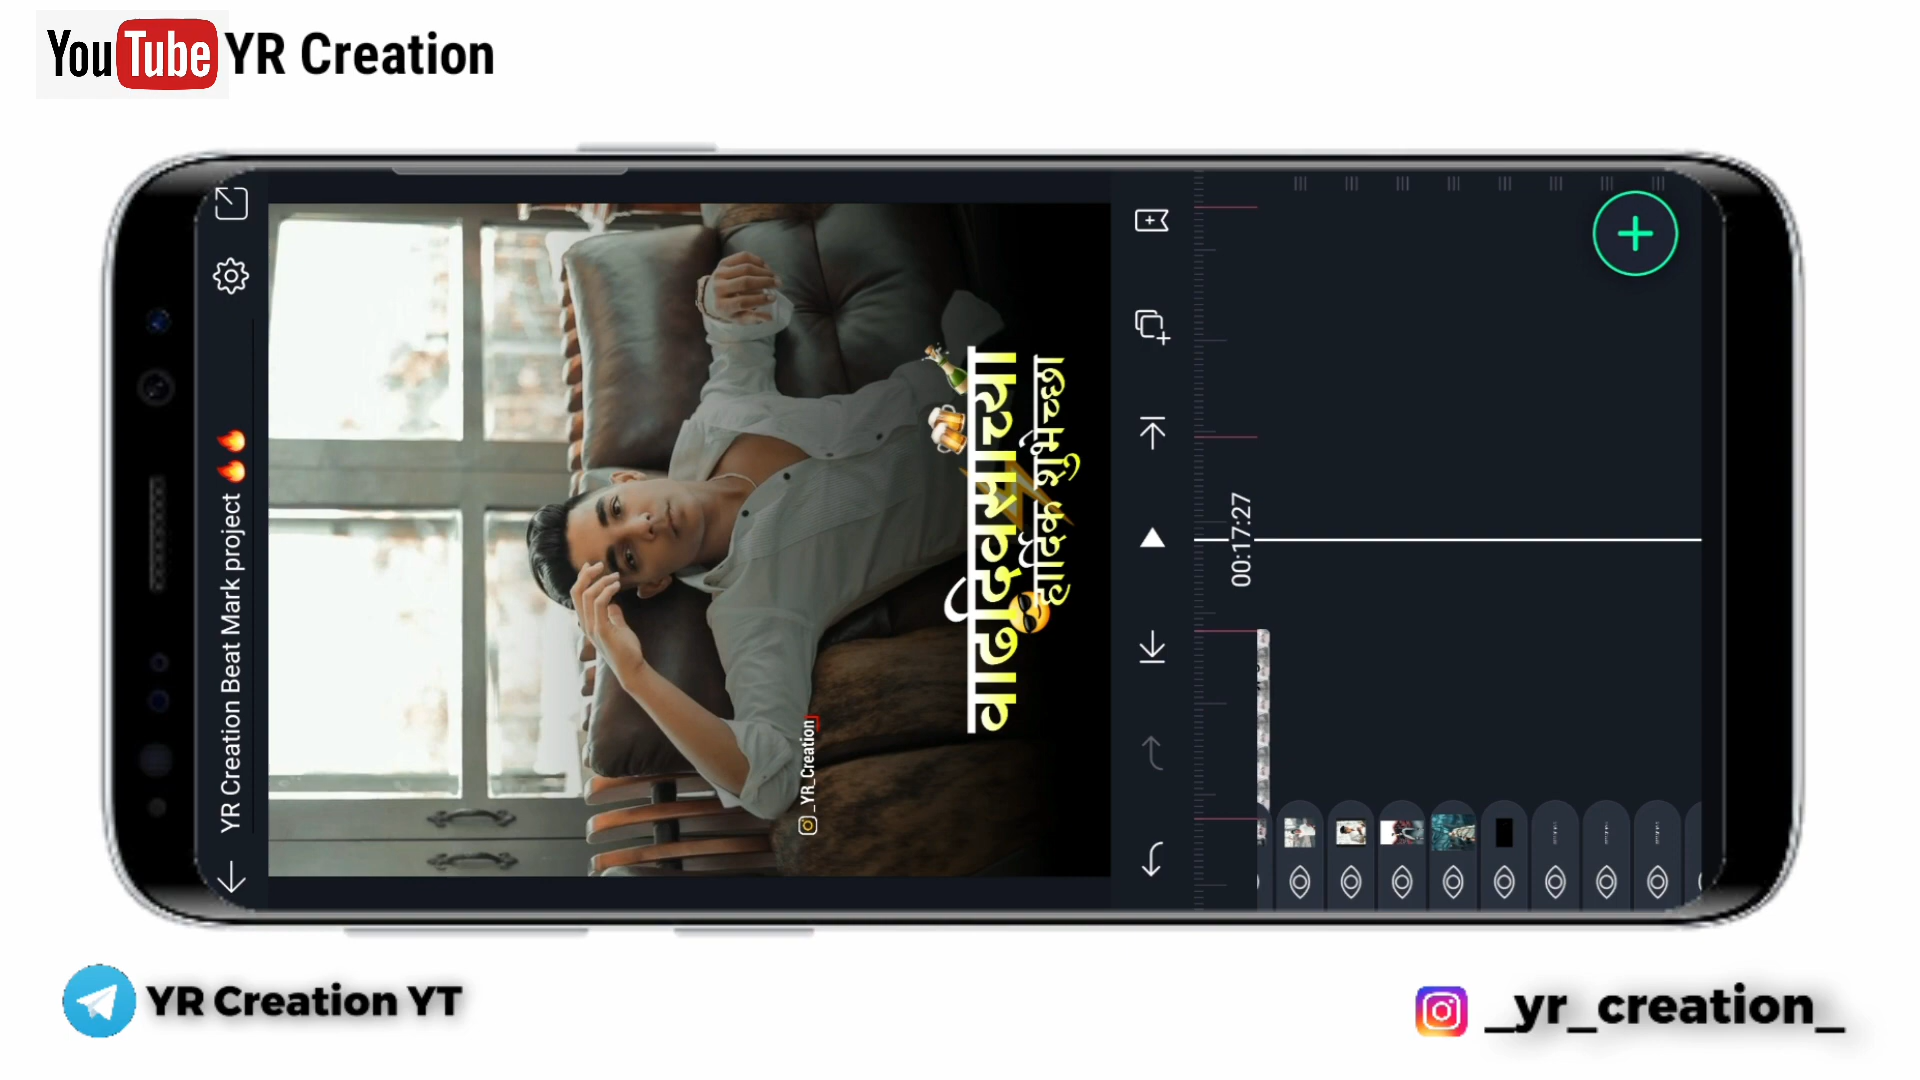 YouTube YR Creation
YR Creation Beat Mark project 🔥🔥
वाढदिवसाच्या
हार्दिक शुभेच्छा
_YR_Creation
00:17:27
YR Creation YT
_yr_creation_